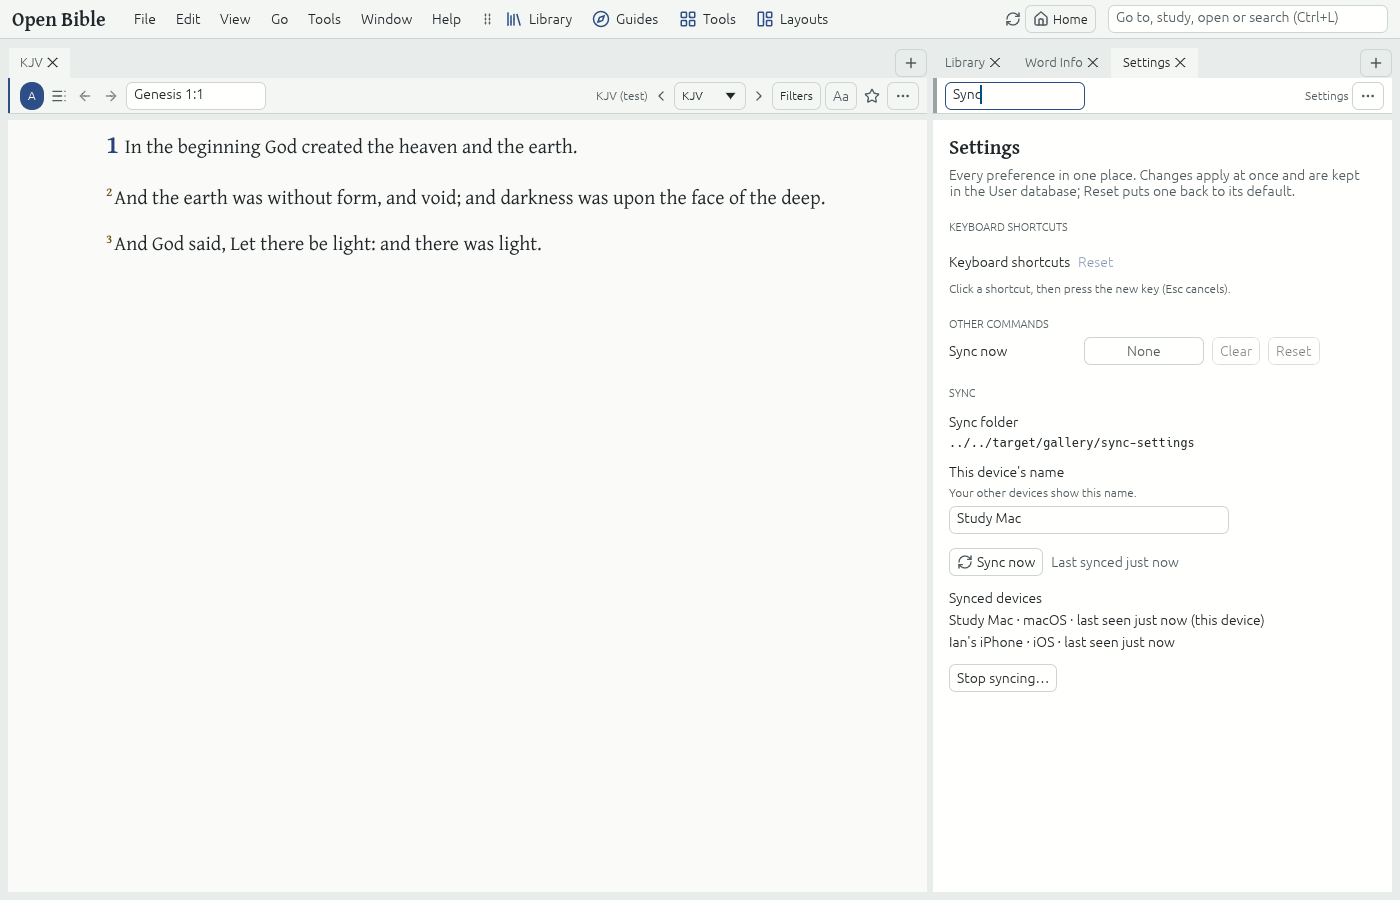 Open Bible File Edit View Go Tools Window Help Library Guides Tools Layouts Home Go to, study, open or search (Ctrl+L)
KJV
A Genesis 1:1 KJV (test) KJV Filters Aa
1 In the beginning God created the heaven and the earth.
2 And the earth was without form, and void; and darkness was upon the face of the deep.
3 And God said, Let there be light: and there was light.
Library Word Info Settings
Sync Settings
Settings
Every preference in one place. Changes apply at once and are kept
in the User database; Reset puts one back to its default.
KEYBOARD SHORTCUTS
Keyboard shortcuts Reset
Click a shortcut, then press the new key (Esc cancels).
OTHER COMMANDS
Sync now None Clear Reset
SYNC
Sync folder
../../target/gallery/sync-settings
This device's name
Your other devices show this name.
Study Mac
Sync now Last synced just now
Synced devices
Study Mac · macOS · last seen just now (this device)
Ian's iPhone · iOS · last seen just now
Stop syncing...